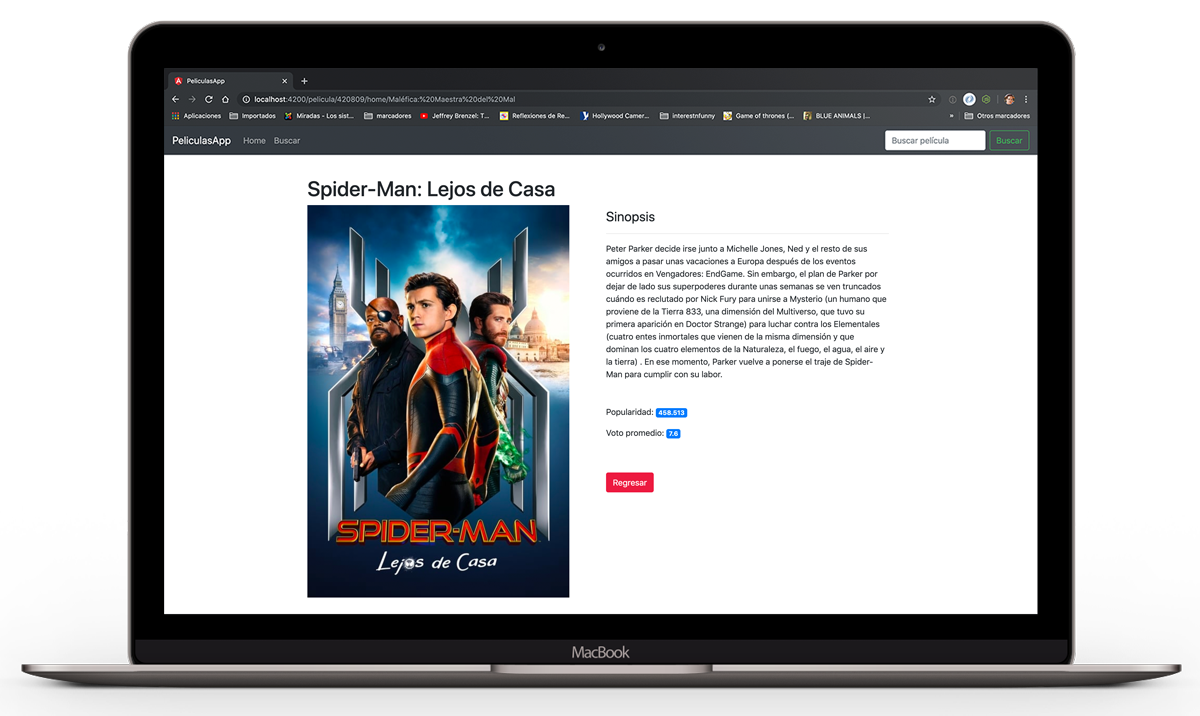 PeliculasApp
localhost:4200/pelicula/420809/home/Maléfica:%20Maestra%20del%20Mal
Aplicaciones Importados Miradas - Los sist... marcadores Jeffrey Brenzel: T... Reflexiones de Re... Hollywood Camer... interestnfunny Game of thrones (... BLUE ANIMALS |... » Otros marcadores
PeliculasApp Home Buscar Buscar película Buscar
Spider-Man: Lejos de Casa
SPIDER-MAN
Lejos de Casa
Sinopsis
Peter Parker decide irse junto a Michelle Jones, Ned y el resto de sus
amigos a pasar unas vacaciones a Europa después de los eventos
ocurridos en Vengadores: EndGame. Sin embargo, el plan de Parker por
dejar de lado sus superpoderes durante unas semanas se ven truncados
cuándo es reclutado por Nick Fury para unirse a Mysterio (un humano que
proviene de la Tierra 833, una dimensión del Multiverso, que tuvo su
primera aparición en Doctor Strange) para luchar contra los Elementales
(cuatro entes inmortales que vienen de la misma dimensión y que
dominan los cuatro elementos de la Naturaleza, el fuego, el agua, el aire y
la tierra) . En ese momento, Parker vuelve a ponerse el traje de Spider-
Man para cumplir con su labor.
Popularidad: 458.513
Voto promedio: 7.6
Regresar
MacBook